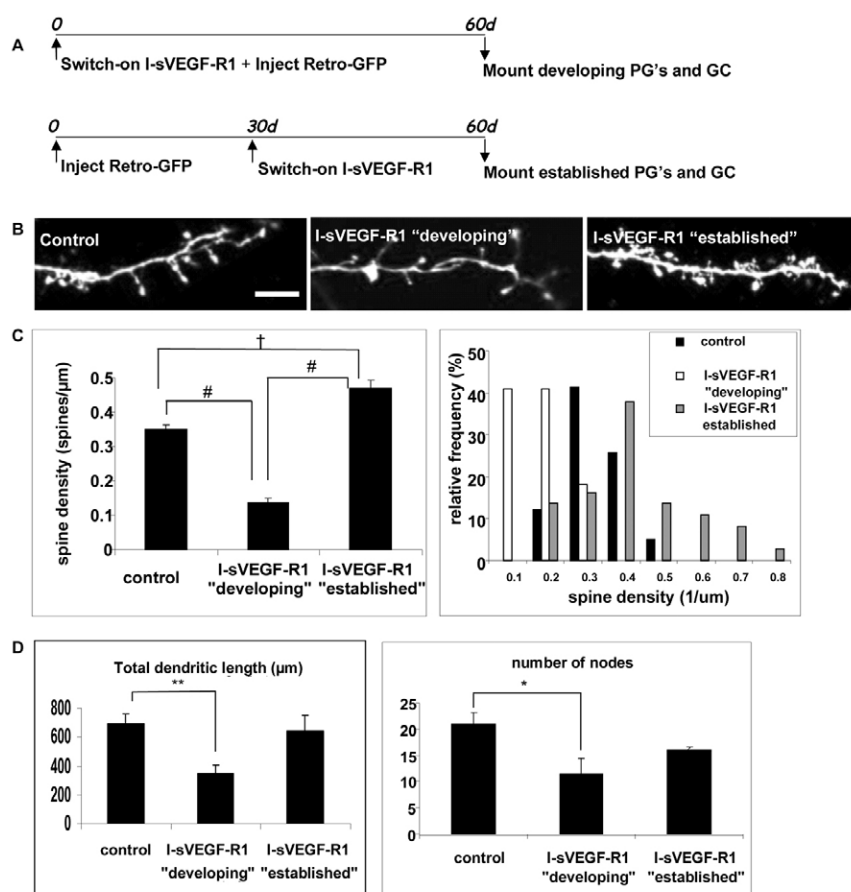 A
0 60d
Switch-on I-sVEGF-R1 + Inject Retro-GFP
Mount developing PG's and GC
0 30d 60d
Inject Retro-GFP Switch-on I-sVEGF-R1
Mount established PG's and GC
B
Control
I-sVEGF-R1 "developing"
I-sVEGF-R1 "established"
C
spine density (spines/µm)
0.5
0.4
0.3
0.2
0.1
0
†
# #
control
I-sVEGF-R1 "developing"
I-sVEGF-R1 "established"
relative frequency (%)
50
40
30
20
10
0
control
I-sVEGF-R1
"developing"
I-sVEGF-R1
established
0.1 0.2 0.3 0.4 0.5 0.6 0.7 0.8
spine density (1/um)
D
Total dendritic length (µm)
**
800
600
400
200
0
control
I-sVEGF-R1 "developing"
I-sVEGF-R1 "established"
number of nodes
*
25
20
15
10
5
0
control
I-sVEGF-R1 "developing"
I-sVEGF-R1 "established"